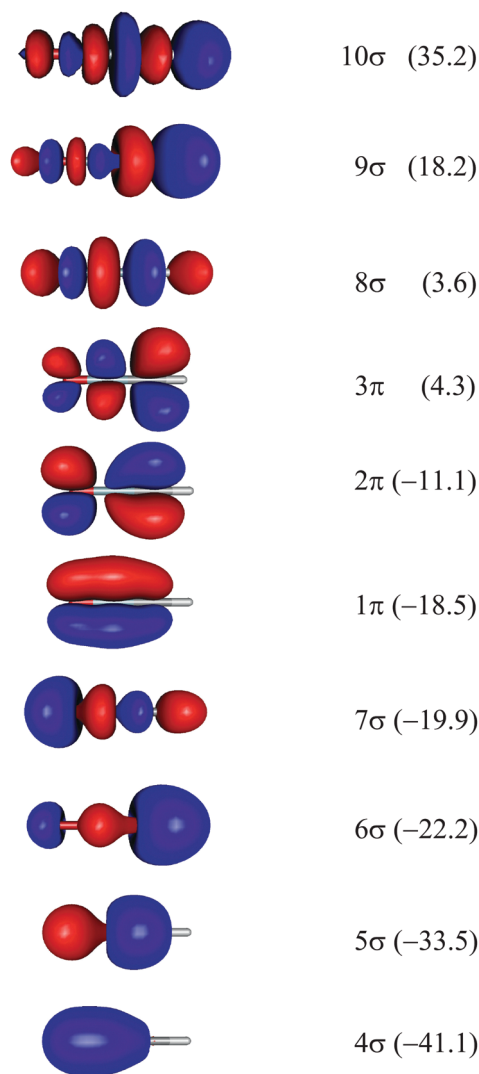 10σ (35.2)
9σ (18.2)
8σ (3.6)
3π (4.3)
2π (−11.1)
1π (−18.5)
7σ (−19.9)
6σ (−22.2)
5σ (−33.5)
4σ (−41.1)